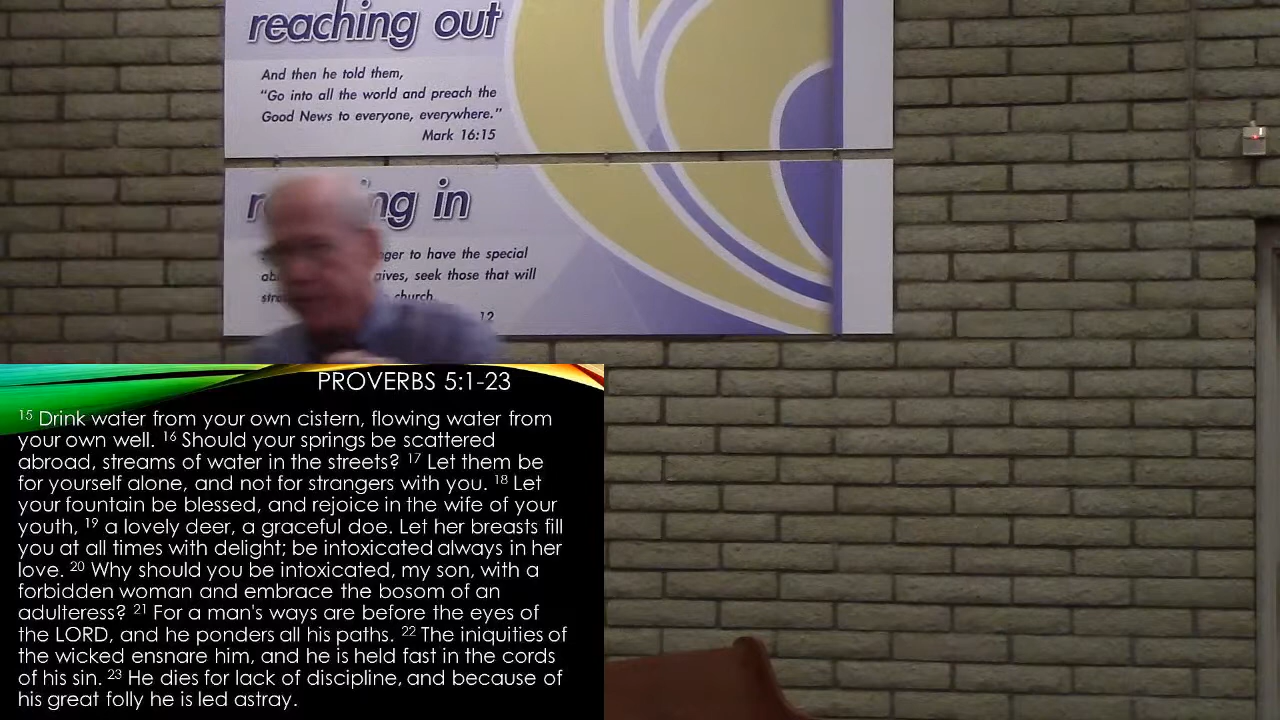 reaching out
And then he told them,
"Go into all the world and preach the
Good News to everyone, everywhere."
Mark 16:15
in
to have the special
gives, seek those that will
church.
12
PROVERBS 5:1-23
15 Drink water from your own cistern, flowing water from
your own well. 16 Should your springs be scattered
abroad, streams of water in the streets? 17 Let them be
for yourself alone, and not for strangers with you. 18 Let
your fountain be blessed, and rejoice in the wife of your
youth, 19 a lovely deer, a graceful doe. Let her breasts fill
you at all times with delight; be intoxicated always in her
love. 20 Why should you be intoxicated, my son, with a
forbidden woman and embrace the bosom of an
adulteress? 21 For a man's ways are before the eyes of
the LORD, and he ponders all his paths. 22 The iniquities of
the wicked ensnare him, and he is held fast in the cords
of his sin. 23 He dies for lack of discipline, and because of
his great folly he is led astray.